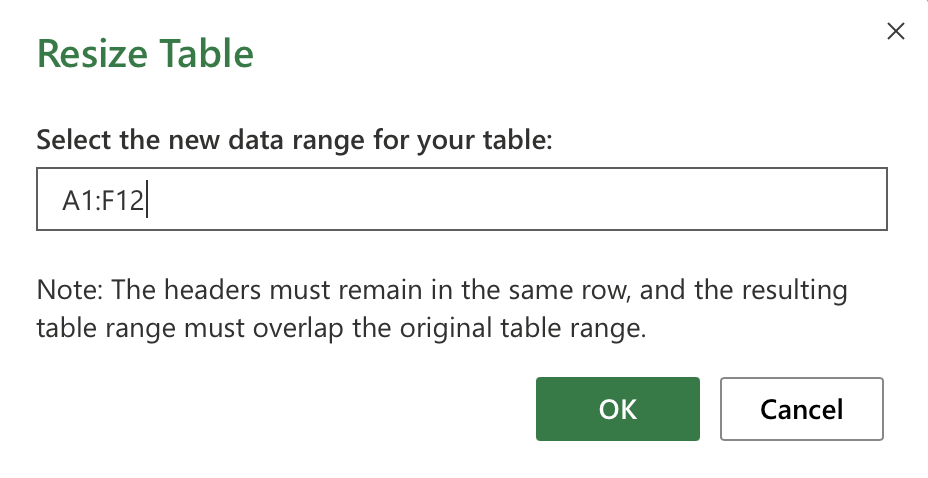 Resize Table
Select the new data range for your table:
A1:F12
Note: The headers must remain in the same row, and the resulting
table range must overlap the original table range.
OK
Cancel